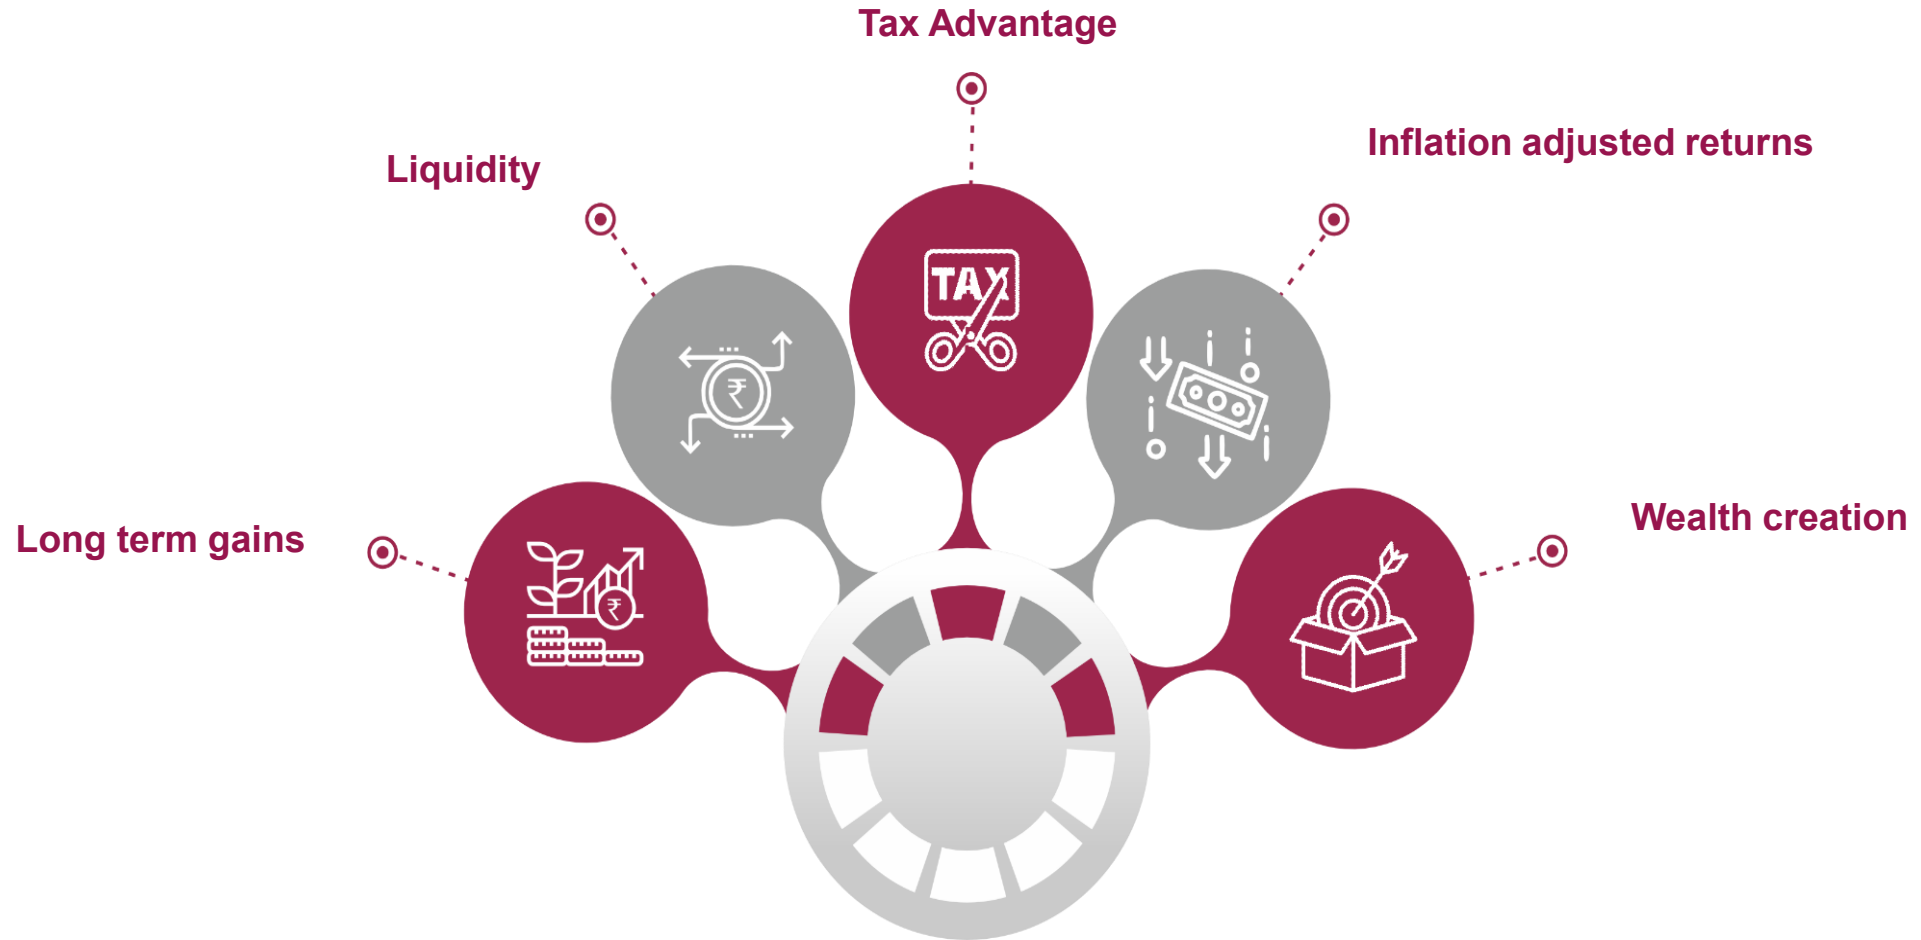 Tax Advantage
Liquidity
Inflation adjusted returns
TAX
₹
Long term gains
₹
Wealth creation